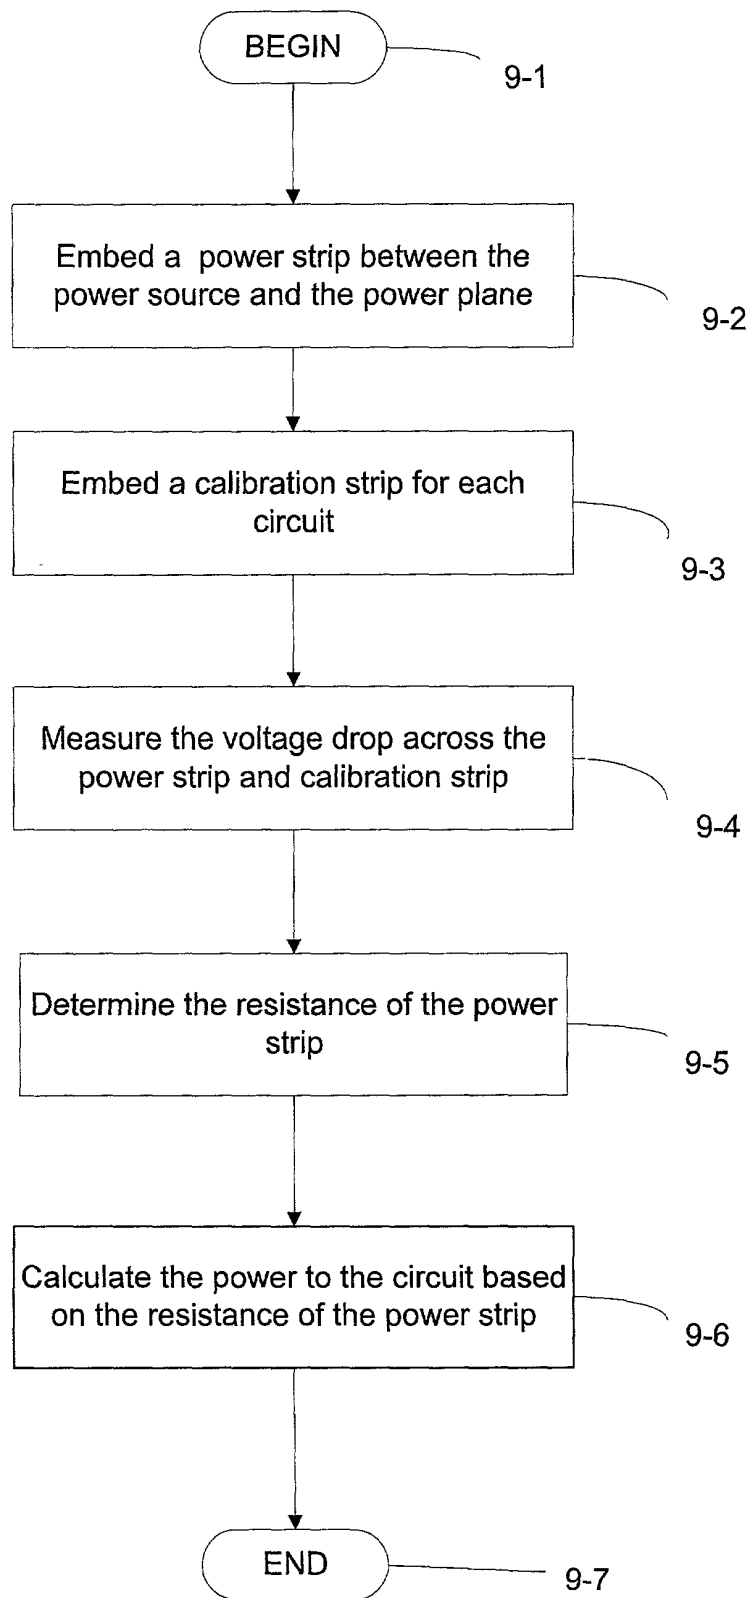 BEGIN
9-1
Embed a power strip between the
power source and the power plane
9-2
Embed a calibration strip for each
circuit
9-3
Measure the voltage drop across the
power strip and calibration strip
9-4
Determine the resistance of the power
strip
9-5
Calculate the power to the circuit based
on the resistance of the power strip
9-6
END
9-7